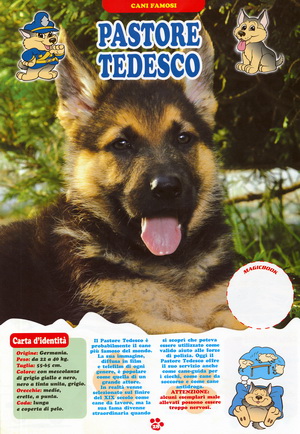 CANI FAMOSI
PASTORE
TEDESCO
MAGICBOOK
Carta d'identità
Origine: Germania.
Peso: da 22 a 40 kg.
Taglia: 55-65 cm.
Colore: con mescolanze
di grigio giallo e nero,
nero a tinta unita, grigio.
Orecchie: medie,
erette, a punta.
Coda: lunga
e coperta di pelo.
Il Pastore Tedesco è
probabilmente il cane
più famoso del mondo.
La sua immagine,
diffusa in film
e telefilm di ogni
genere, è popolare
come quella di un
grande attore.
In realtà venne
selezionato sul finire
del XIX secolo come
cane da lavoro, ma la
sua fama divenne
straordinaria quando
si scoprì che poteva
essere utilizzato come
valido aiuto alle forze
di polizia. Oggi il
Pastore Tedesco offre
il suo servizio anche
come cane-guida per
i ciechi, come cane da
soccorso e come cane
antidroga.
ATTENZIONE:
alcuni esemplari male
allevati possono essere
troppo nervosi.